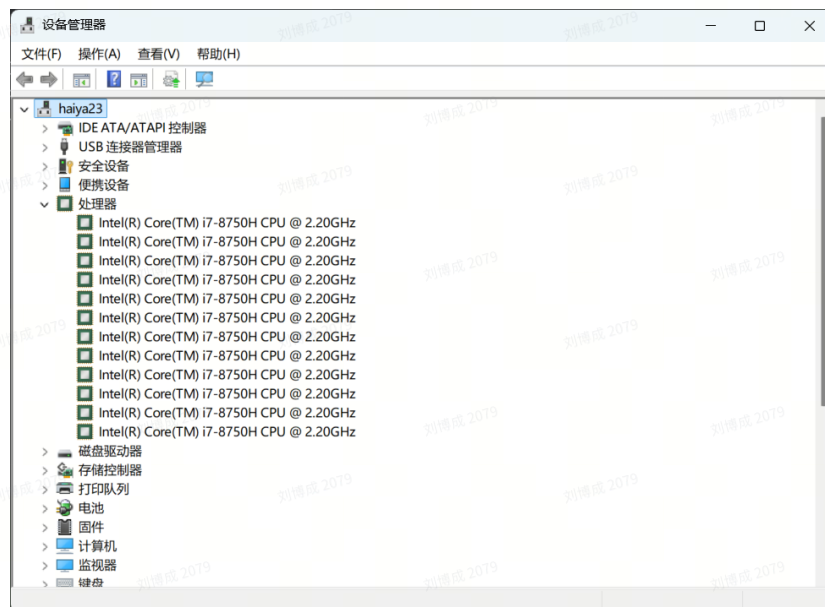 设备管理器
文件(F) 操作(A) 查看(V) 帮助(H)
haiya23
IDE ATA/ATAPI 控制器
USB 连接器管理器
安全设备
便携设备
处理器
Intel(R) Core(TM) i7-8750H CPU @ 2.20GHz
Intel(R) Core(TM) i7-8750H CPU @ 2.20GHz
Intel(R) Core(TM) i7-8750H CPU @ 2.20GHz
Intel(R) Core(TM) i7-8750H CPU @ 2.20GHz
Intel(R) Core(TM) i7-8750H CPU @ 2.20GHz
Intel(R) Core(TM) i7-8750H CPU @ 2.20GHz
Intel(R) Core(TM) i7-8750H CPU @ 2.20GHz
Intel(R) Core(TM) i7-8750H CPU @ 2.20GHz
Intel(R) Core(TM) i7-8750H CPU @ 2.20GHz
Intel(R) Core(TM) i7-8750H CPU @ 2.20GHz
Intel(R) Core(TM) i7-8750H CPU @ 2.20GHz
Intel(R) Core(TM) i7-8750H CPU @ 2.20GHz
磁盘驱动器
存储控制器
打印队列
电池
固件
计算机
监视器
键盘
刘博成 2079